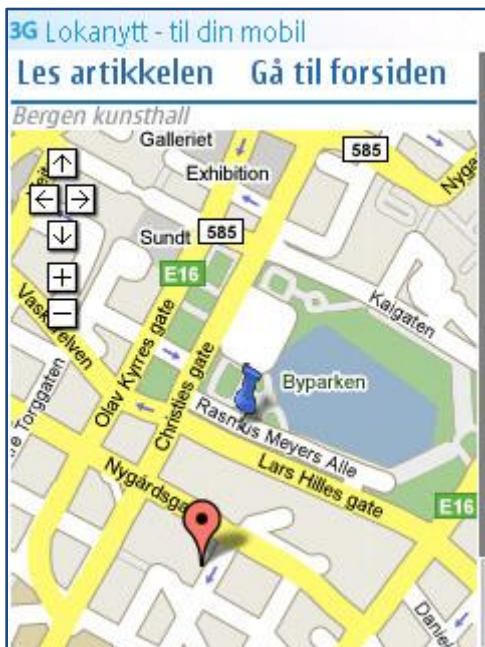 3G Lokanytt - til din mobil
Les artikkelen Gå til forsiden
Bergen kunsthall
Galleriet
585
Exhibition
Sundt
585
E16
Kaigaten
Olav Kyrres gate
Christies gate
Byparken
Rasmus Meyers Alle
Lars Hilles gate
E16